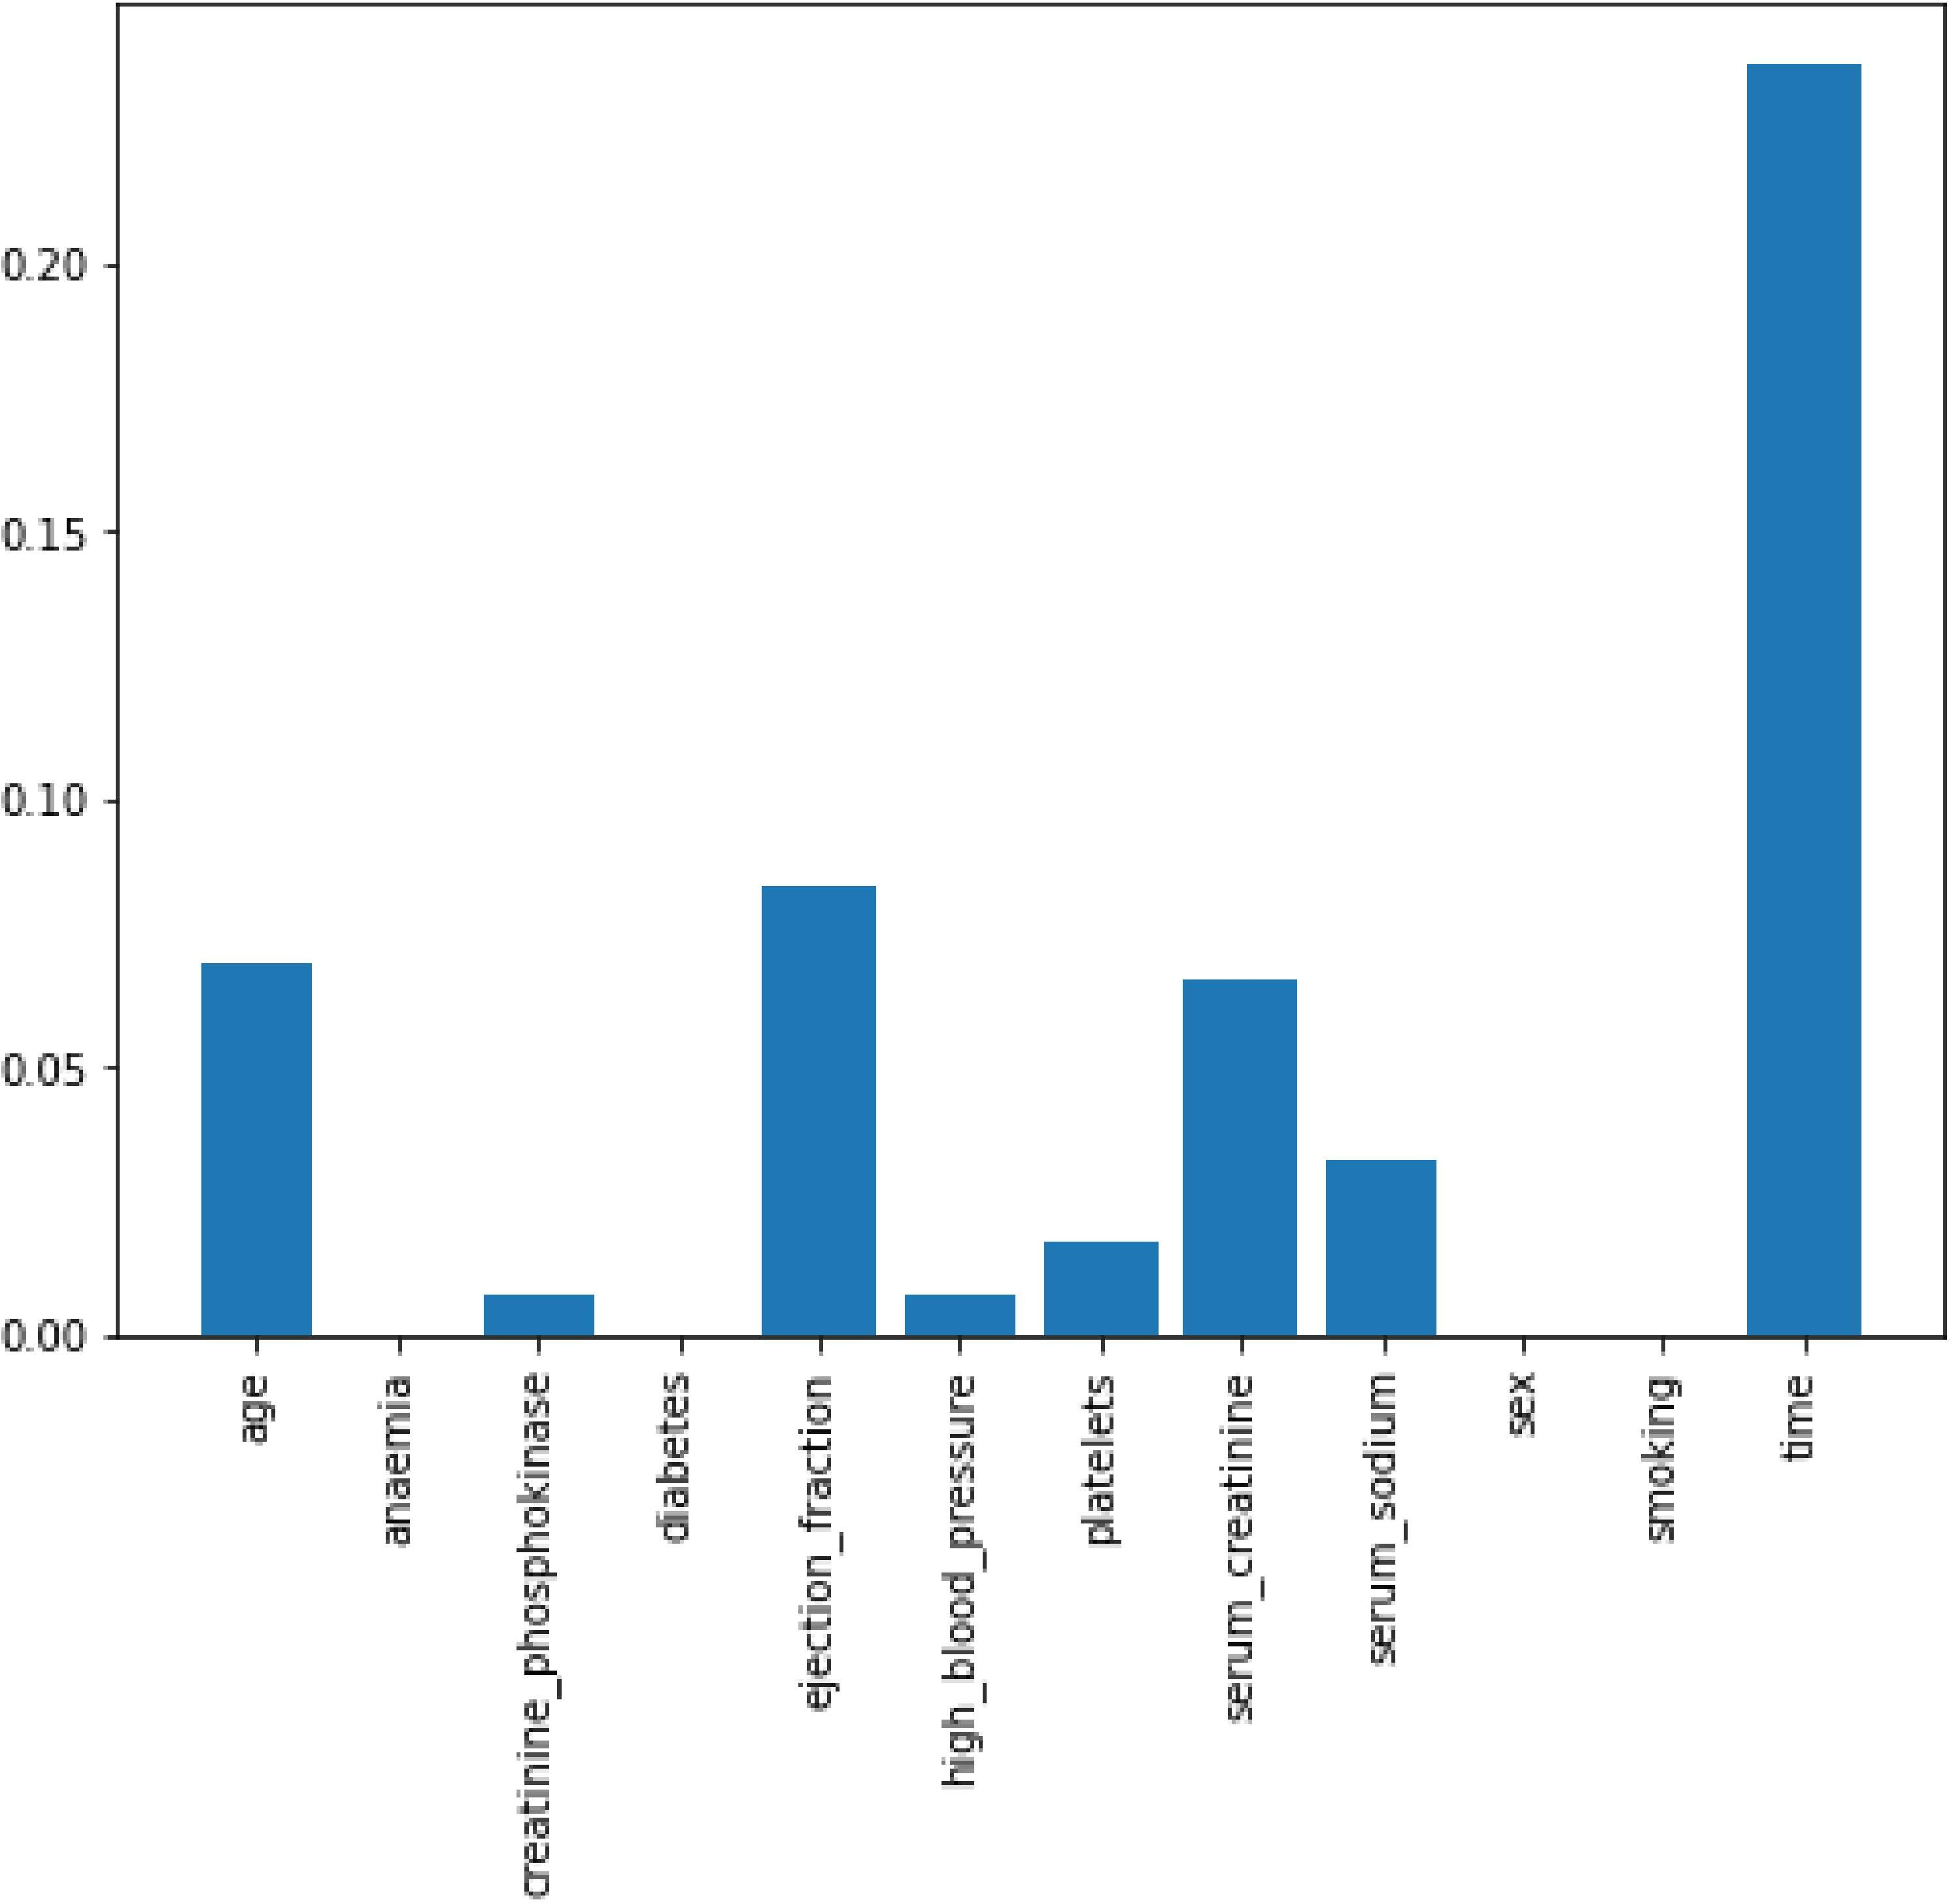 0.20
0.15
0.10
0.05
0.00
age
anaemia
creatinine_phosphokinase
diabetes
ejection_fraction
high_blood_pressure
platelets
serum_creatinine
serum_sodium
sex
smoking
time